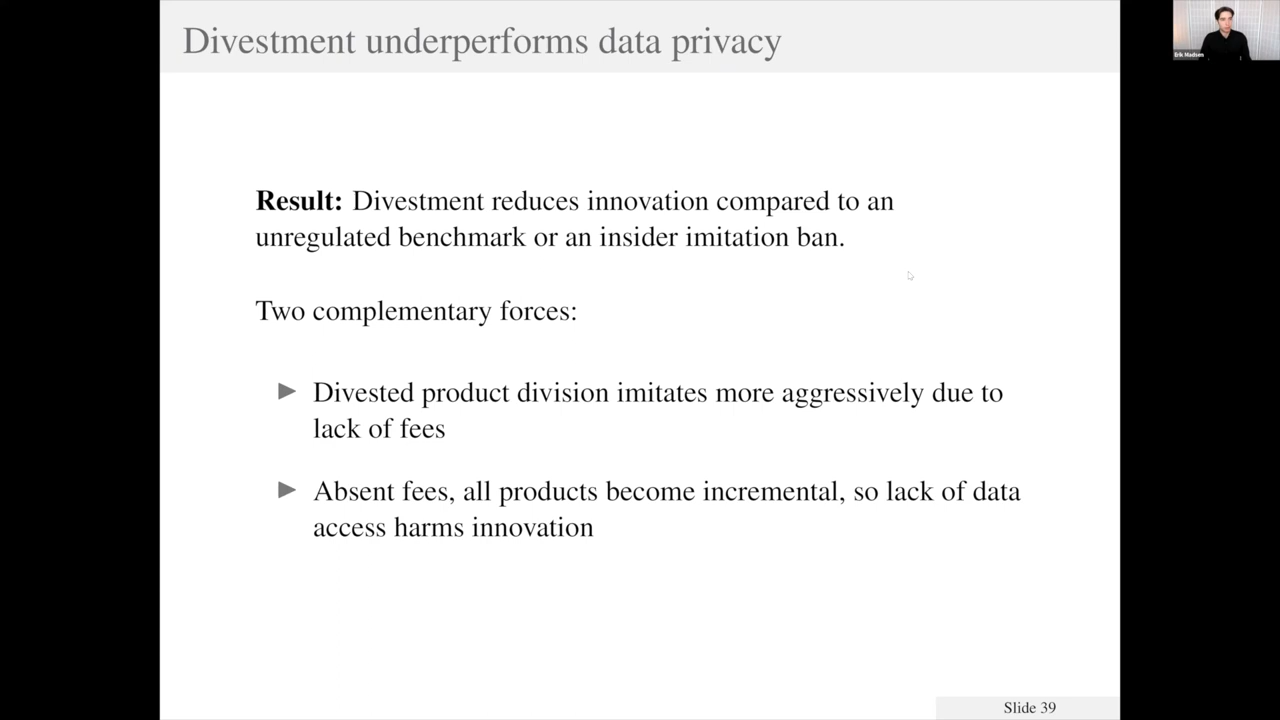 Divestment underperforms data privacy
Erik Madsen
Result: Divestment reduces innovation compared to an
unregulated benchmark or an insider imitation ban.
Two complementary forces:
Divested product division imitates more aggressively due to
lack of fees
Absent fees, all products become incremental, so lack of data
access harms innovation
Slide 39